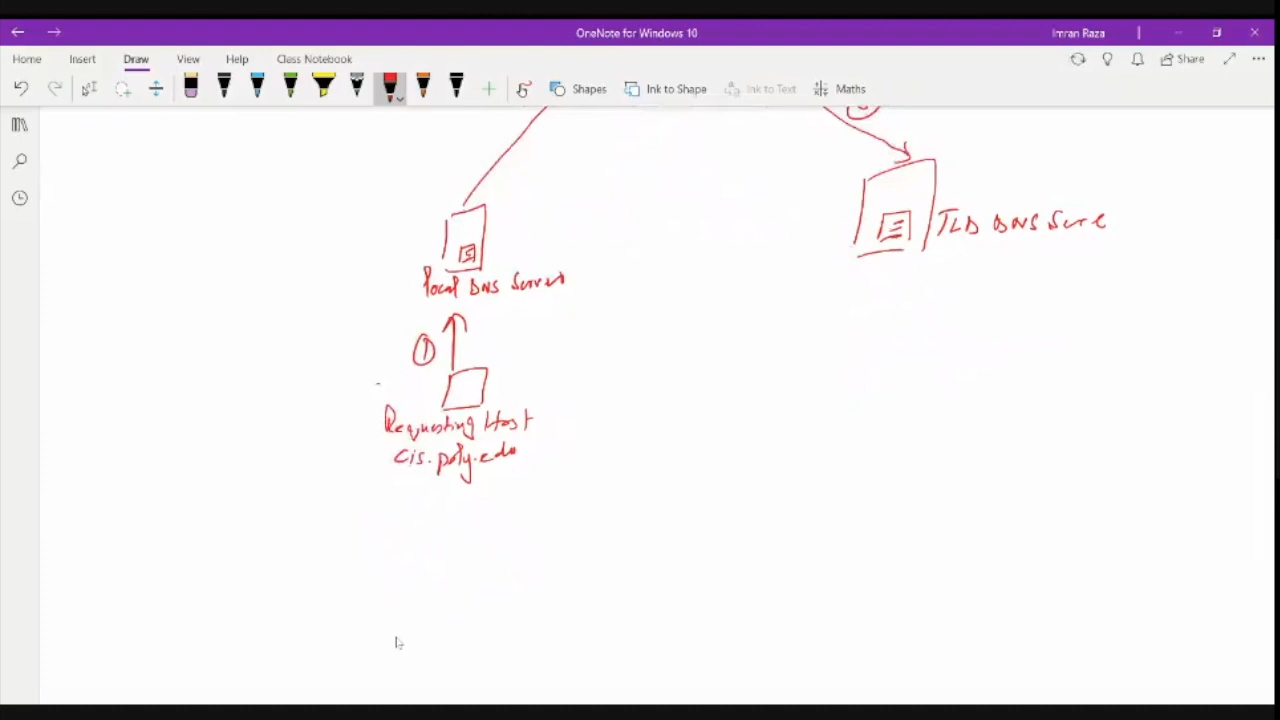 OneNote for Windows 10
Imran Raza
Home Insert Draw View Help Class Notebook
Share
Shapes Ink to Shape Ink to Text Maths
TLD DNS Serve
local DNS Server
1
Requesting Host
cis.poly.edu